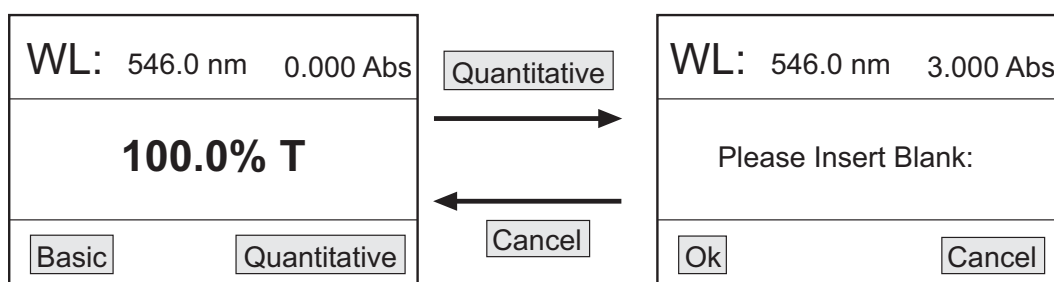 WL: 546.0 nm 0.000 Abs
100.0% T
Basic Quantitative
Quantitative
Cancel
WL: 546.0 nm 3.000 Abs
Please Insert Blank:
Ok Cancel